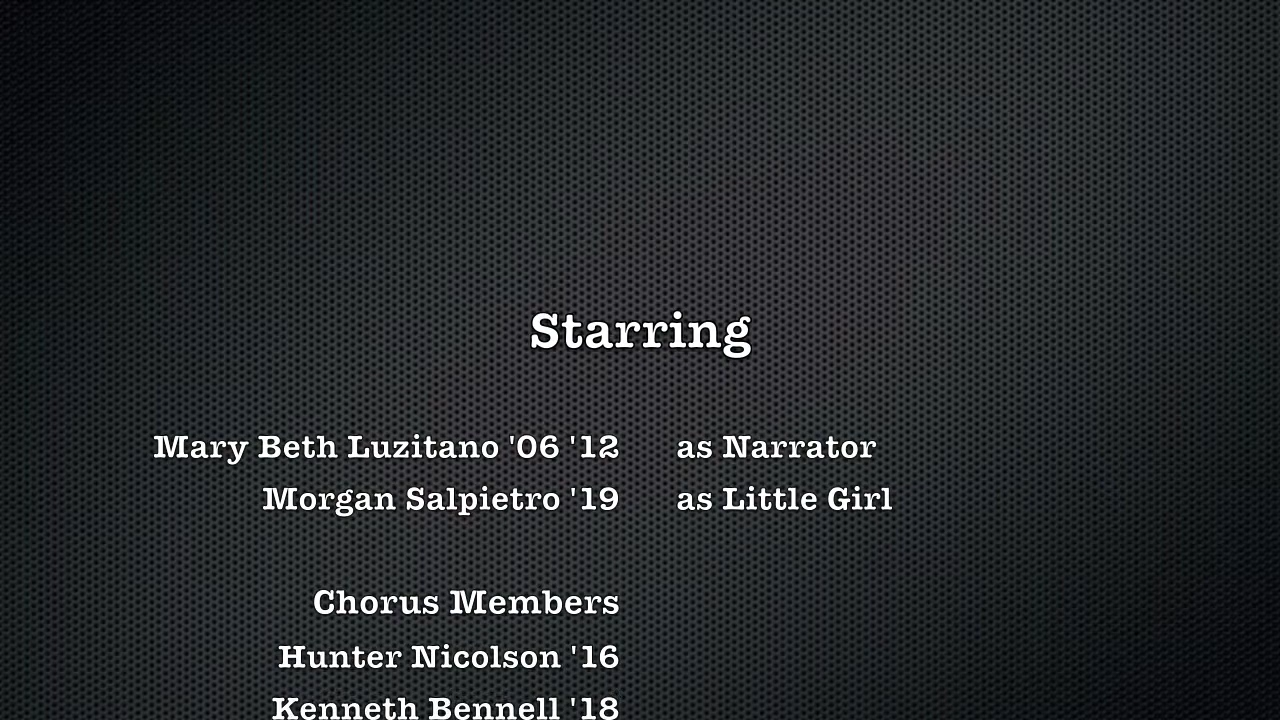 Starring
Mary Beth Luzitano '06 '12 as Narrator
Morgan Salpietro '19 as Little Girl
Chorus Members
Hunter Nicolson '16
Kenneth Bennell '18